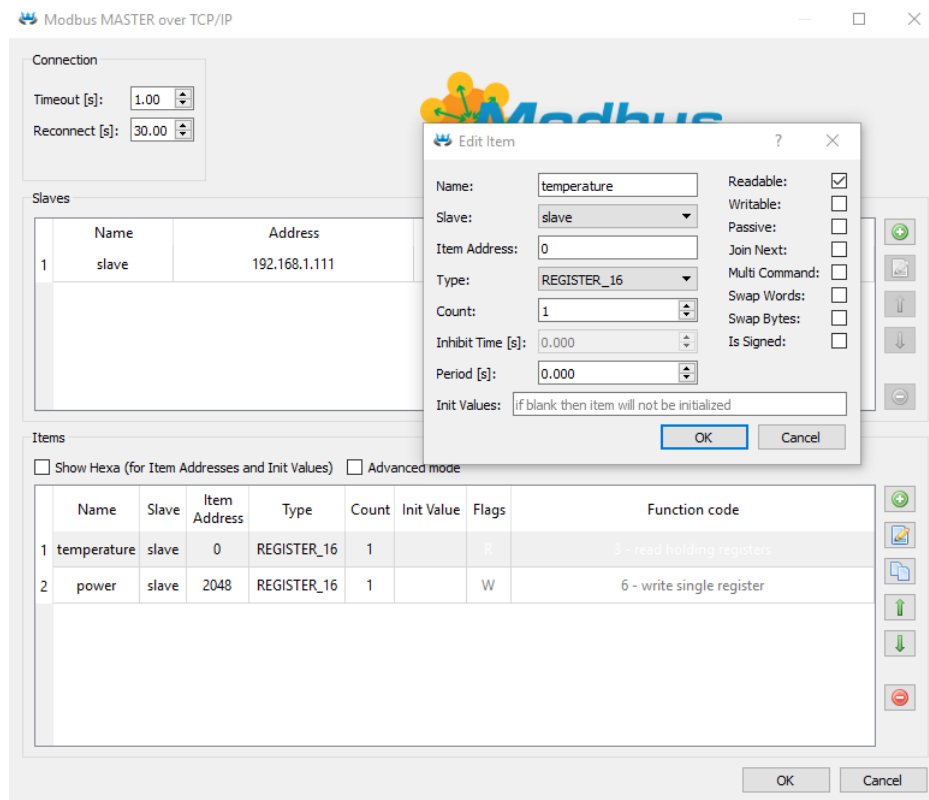 Modbus MASTER over TCP/IP
Connection
Timeout [s]: 1.00
Reconnect [s]: 30.00
Modbus
Slaves
Name Address
1 slave 192.168.1.111
Edit Item ?
Name: temperature
Slave: slave
Item Address: 0
Type: REGISTER_16
Count: 1
Inhibit Time [s]: 0.000
Period [s]: 0.000
Init Values: if blank then item will not be initialized
Readable:
Writable:
Passive:
Join Next:
Multi Command:
Swap Words:
Swap Bytes:
Is Signed:
OK Cancel
Items
Show Hexa (for Item Addresses and Init Values) Advanced mode
Name Slave Item Address Type Count Init Value Flags Function code
1 temperature slave 0 REGISTER_16 1 R 3 - read holding registers
2 power slave 2048 REGISTER_16 1 W 6 - write single register
OK Cancel